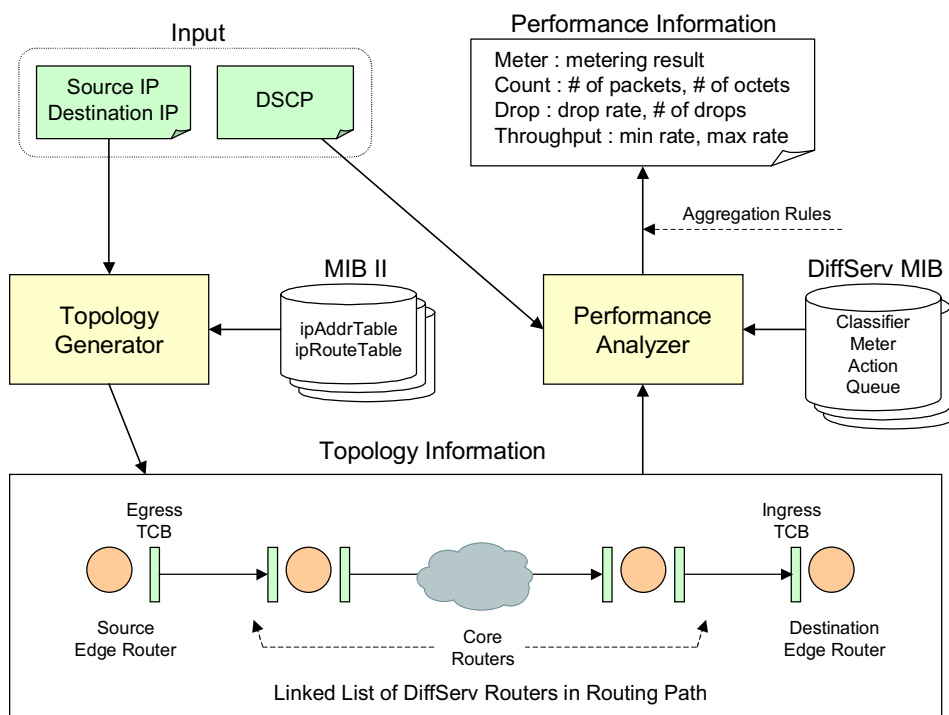 Input
Source IP
Destination IP
DSCP
Performance Information
Meter : metering result
Count : # of packets, # of octets
Drop : drop rate, # of drops
Throughput : min rate, max rate
Aggregation Rules
Topology
Generator
MIB II
ipAddrTable
ipRouteTable
Performance
Analyzer
DiffServ MIB
Classifier
Meter
Action
Queue
Topology Information
Egress
TCB
Ingress
TCB
Source
Edge Router
Core
Routers
Destination
Edge Router
Linked List of DiffServ Routers in Routing Path